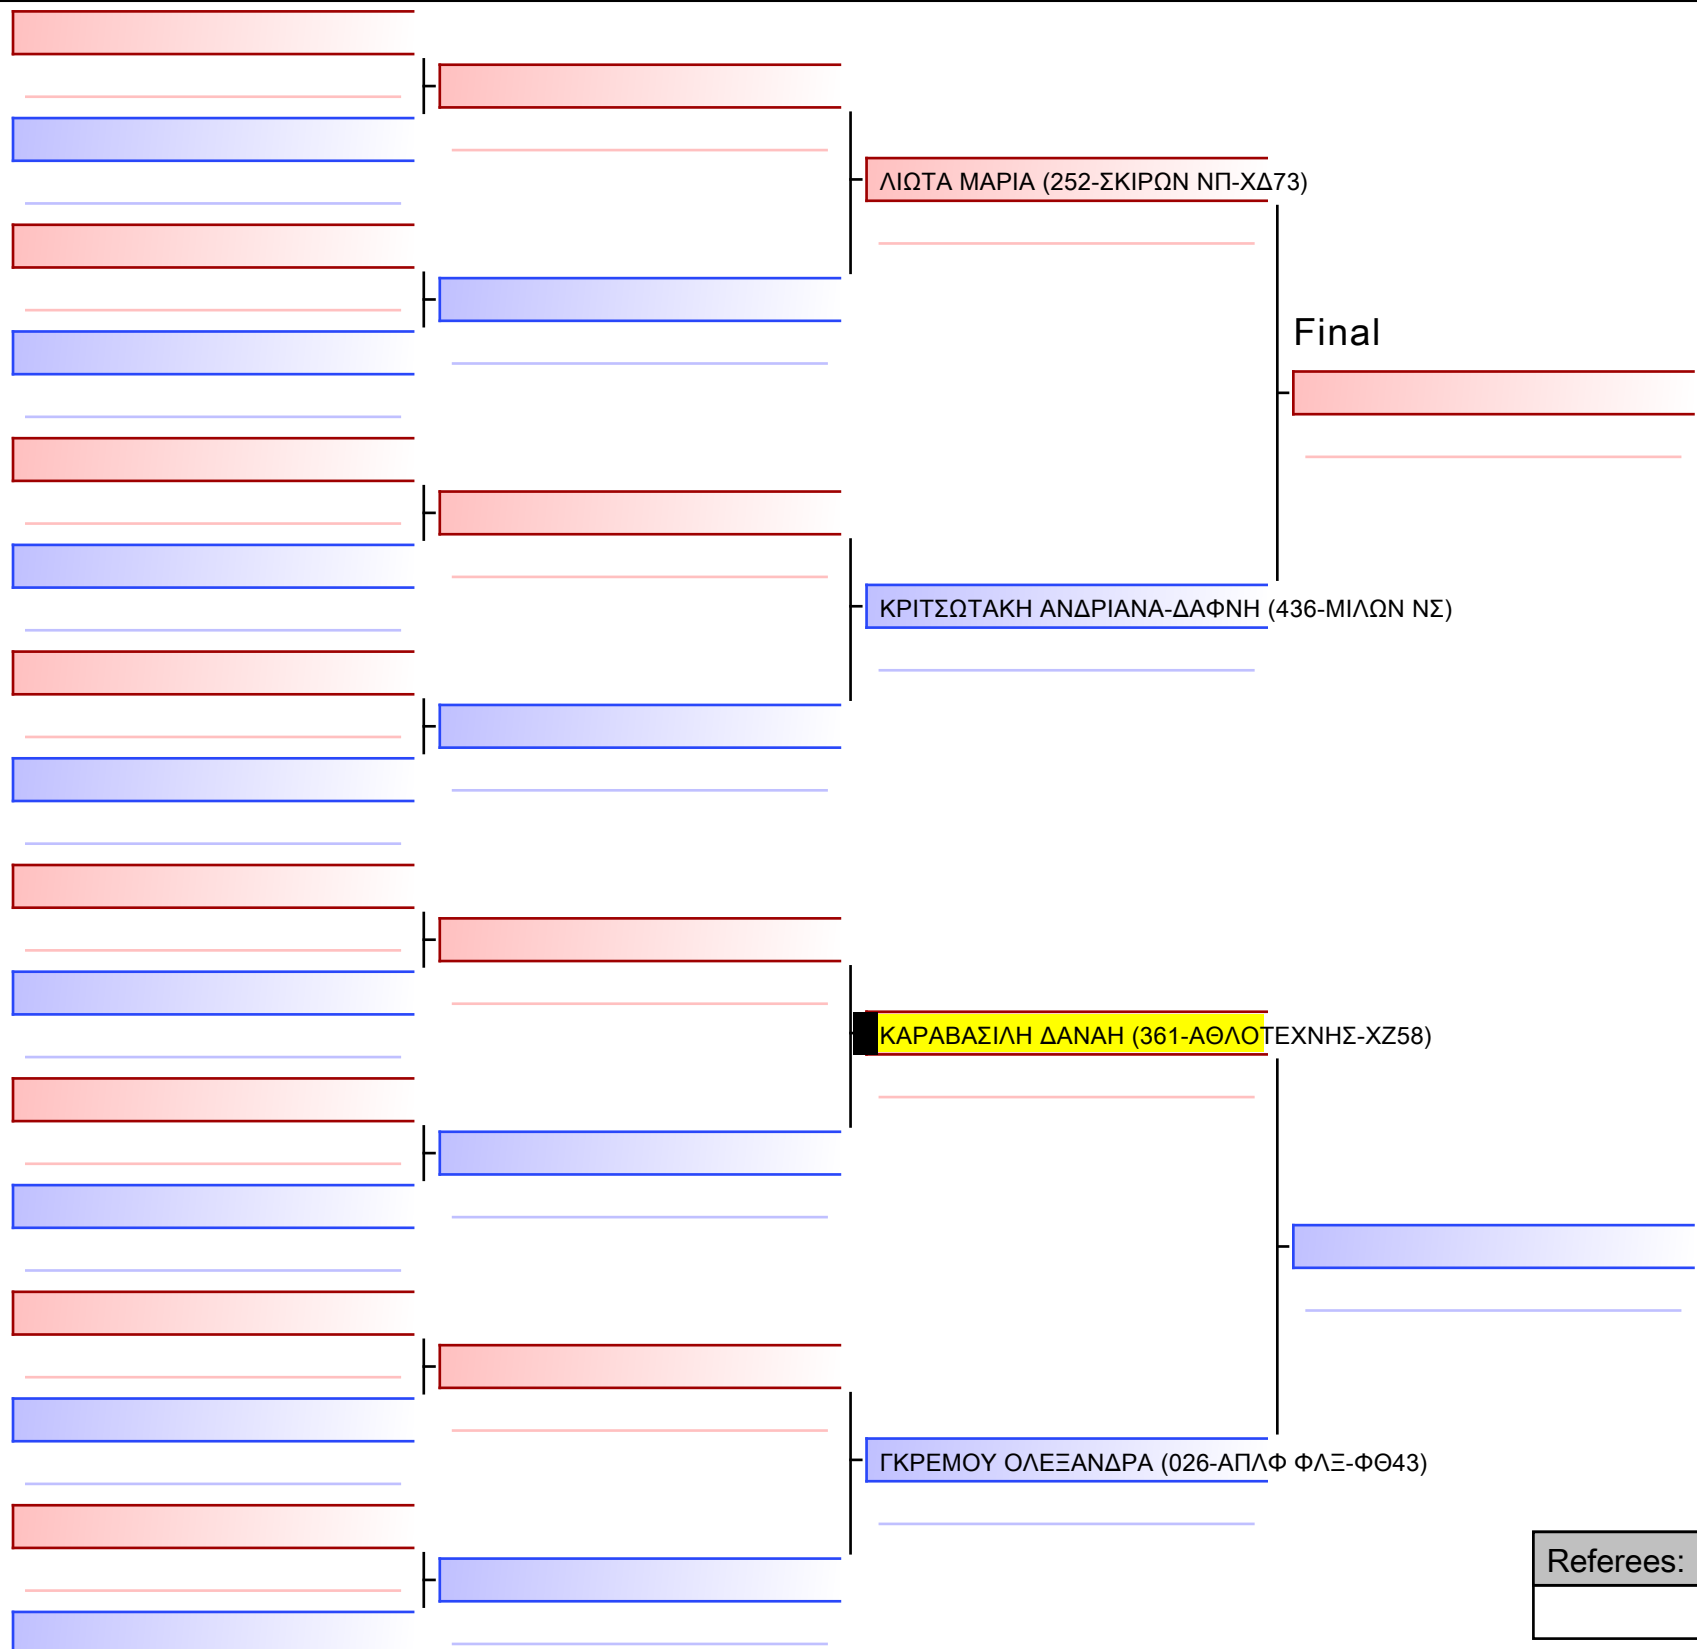 ΛΙΩΤΑ ΜΑΡΙΑ (252-ΣΚΙΡΩΝ ΝΠ-ΧΔ73)
Final
ΚΡΙΤΣΩΤΑΚΗ ΑΝΔΡΙΑΝΑ-ΔΑΦΝΗ (436-ΜΙΛΩΝ ΝΣ)
ΚΑΡΑΒΑΣΙΛΗ ΔΑΝΑΗ (361-ΑΘΛΟΤΕΧΝΗΣ-ΧΖ58)
ΓΚΡΕΜΟΥ ΟΛΕΞΑΝΔΡΑ (026-ΑΠΛΦ ΦΛΞ-ΦΘ43)
Referees: